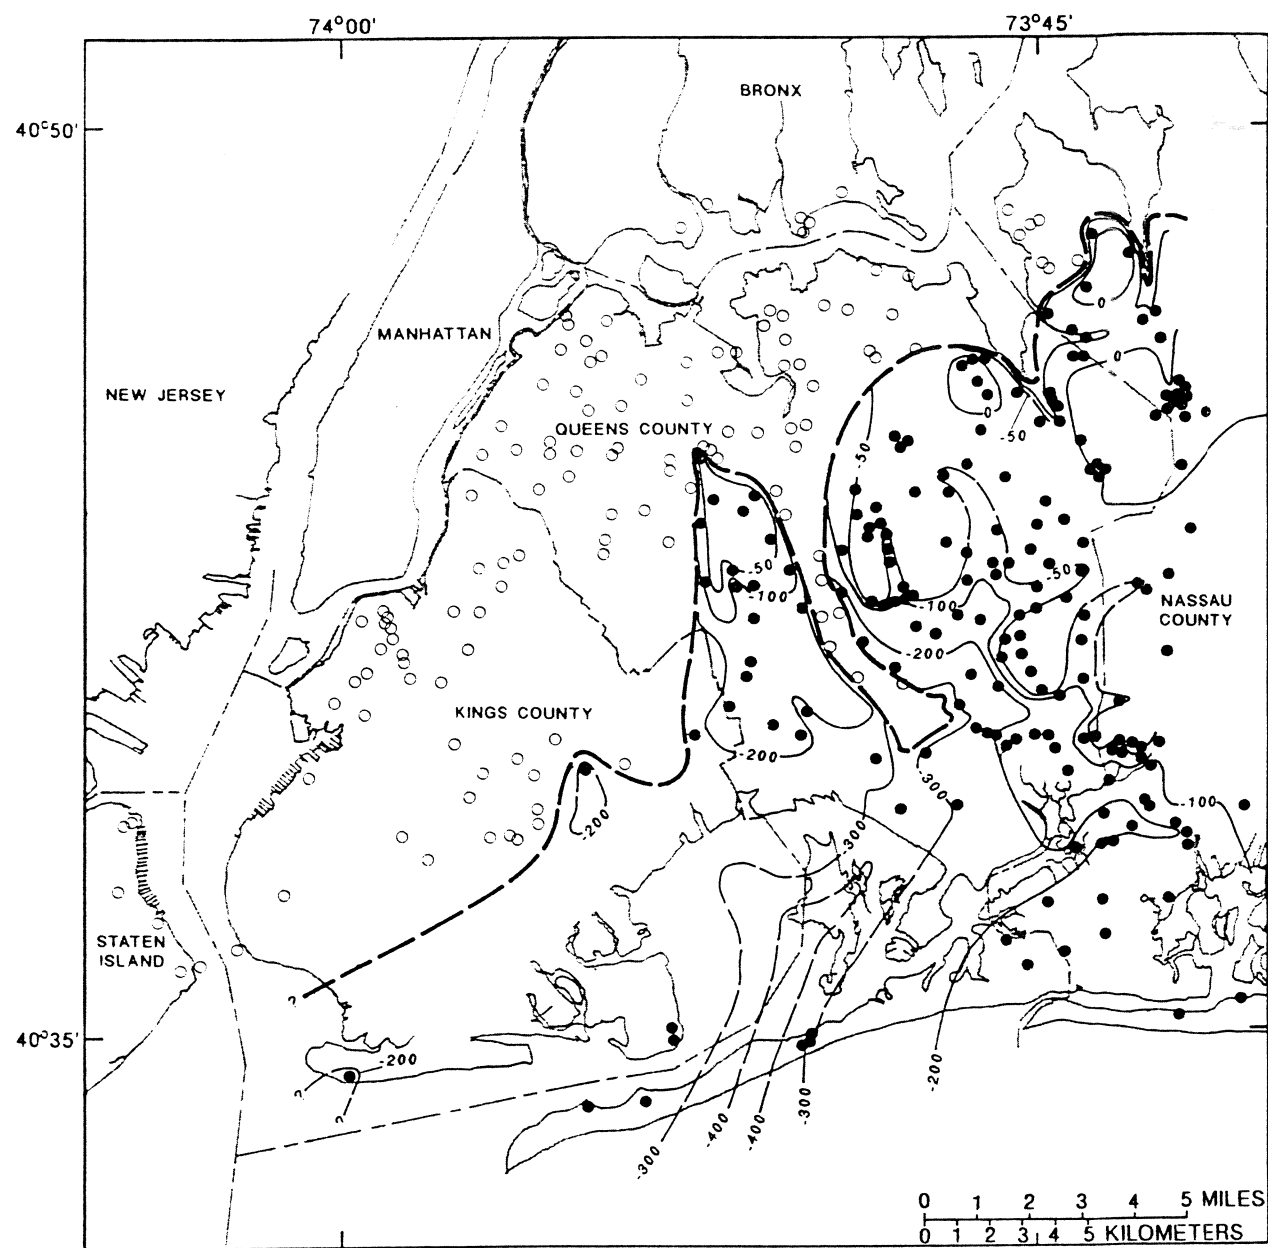 74°00'
73°45'
BRONX
40°50'
MANHATTAN
NEW JERSEY
0
0
QUEENS COUNTY
0
-50
-50
-50
-50
-100
-100
NASSAU
COUNTY
-200
KINGS COUNTY
-200
-300
-100
-200
-300
STATEN
ISLAND
?
40°35'
-200
?
?
-200
-300
-400
-400
-300
0 1 2 3 4 5 MILES
0 1 2 3 4 5 KILOMETERS